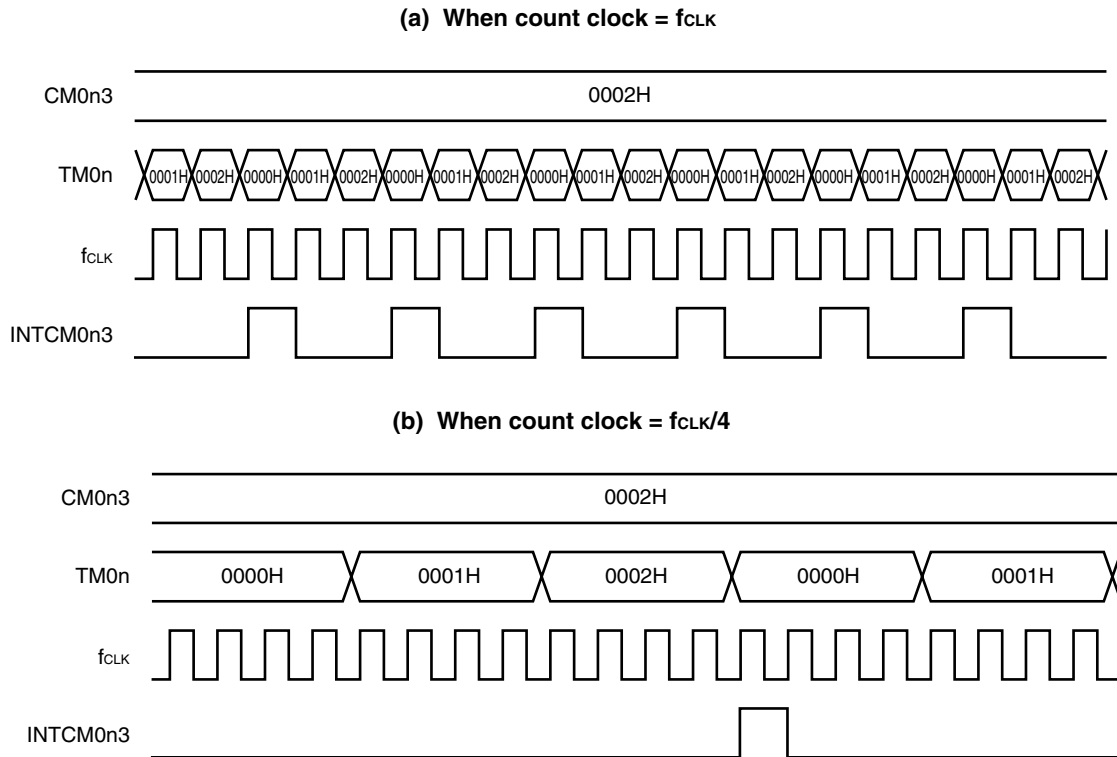 (a) When count clock = fCLK
CM0n3
0002H
TM0n
0001H 0002H 0000H 0001H 0002H 0000H 0001H 0002H 0000H 0001H 0002H 0000H 0001H 0002H 0000H 0001H 0002H 0000H 0001H 0002H
fCLK
INTCM0n3
(b) When count clock = fCLK/4
CM0n3
0002H
TM0n
0000H 0001H 0002H 0000H 0001H
fCLK
INTCM0n3